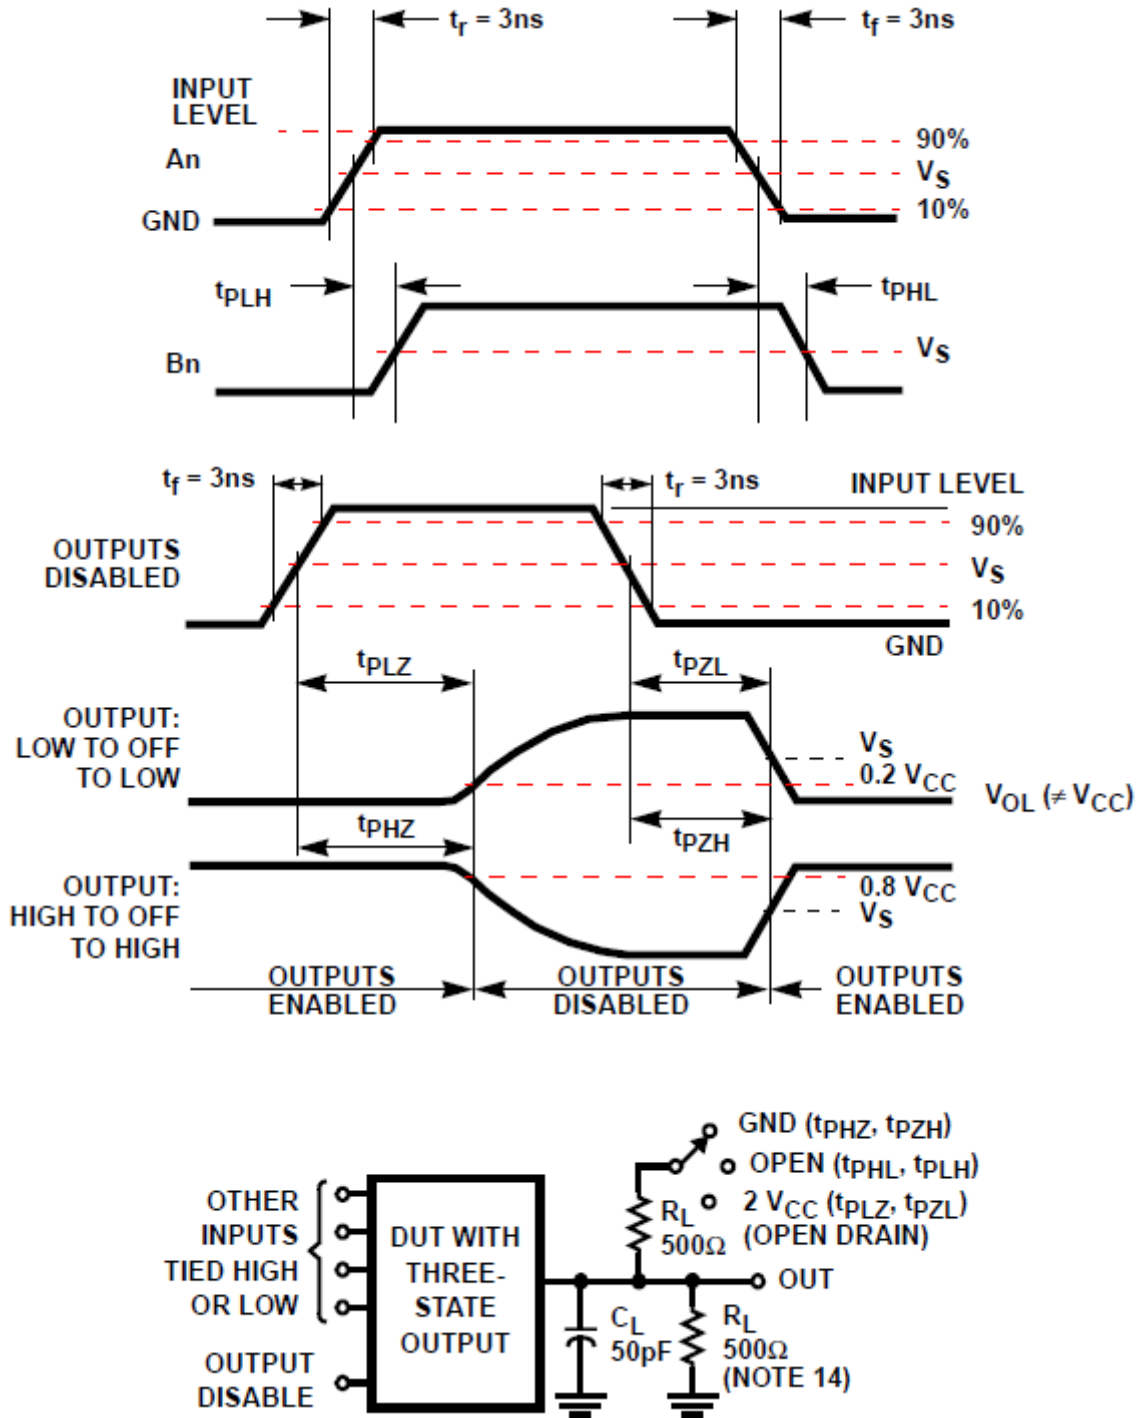 tr = 3ns
tf = 3ns
INPUT
LEVEL
90%
An
VS
10%
GND
tPLH
tPHL
Bn
VS
tf = 3ns
tr = 3ns
INPUT LEVEL
90%
OUTPUTS
DISABLED
VS
10%
GND
tPLZ
tPZL
OUTPUT:
LOW TO OFF
TO LOW
VS
0.2 VCC
VOL (≠ VCC)
tPHZ
tPZH
OUTPUT:
HIGH TO OFF
TO HIGH
0.8 VCC
VS
OUTPUTS
ENABLED
OUTPUTS
DISABLED
OUTPUTS
ENABLED
GND (tPHZ, tPZH)
OPEN (tPHL, tPLH)
2 VCC (tPLZ, tPZL)
(OPEN DRAIN)
RL
500Ω
OTHER
INPUTS
TIED HIGH
OR LOW
DUT WITH
THREE-
STATE
OUTPUT
OUT
CL
50pF
RL
500Ω
(NOTE 14)
OUTPUT
DISABLE